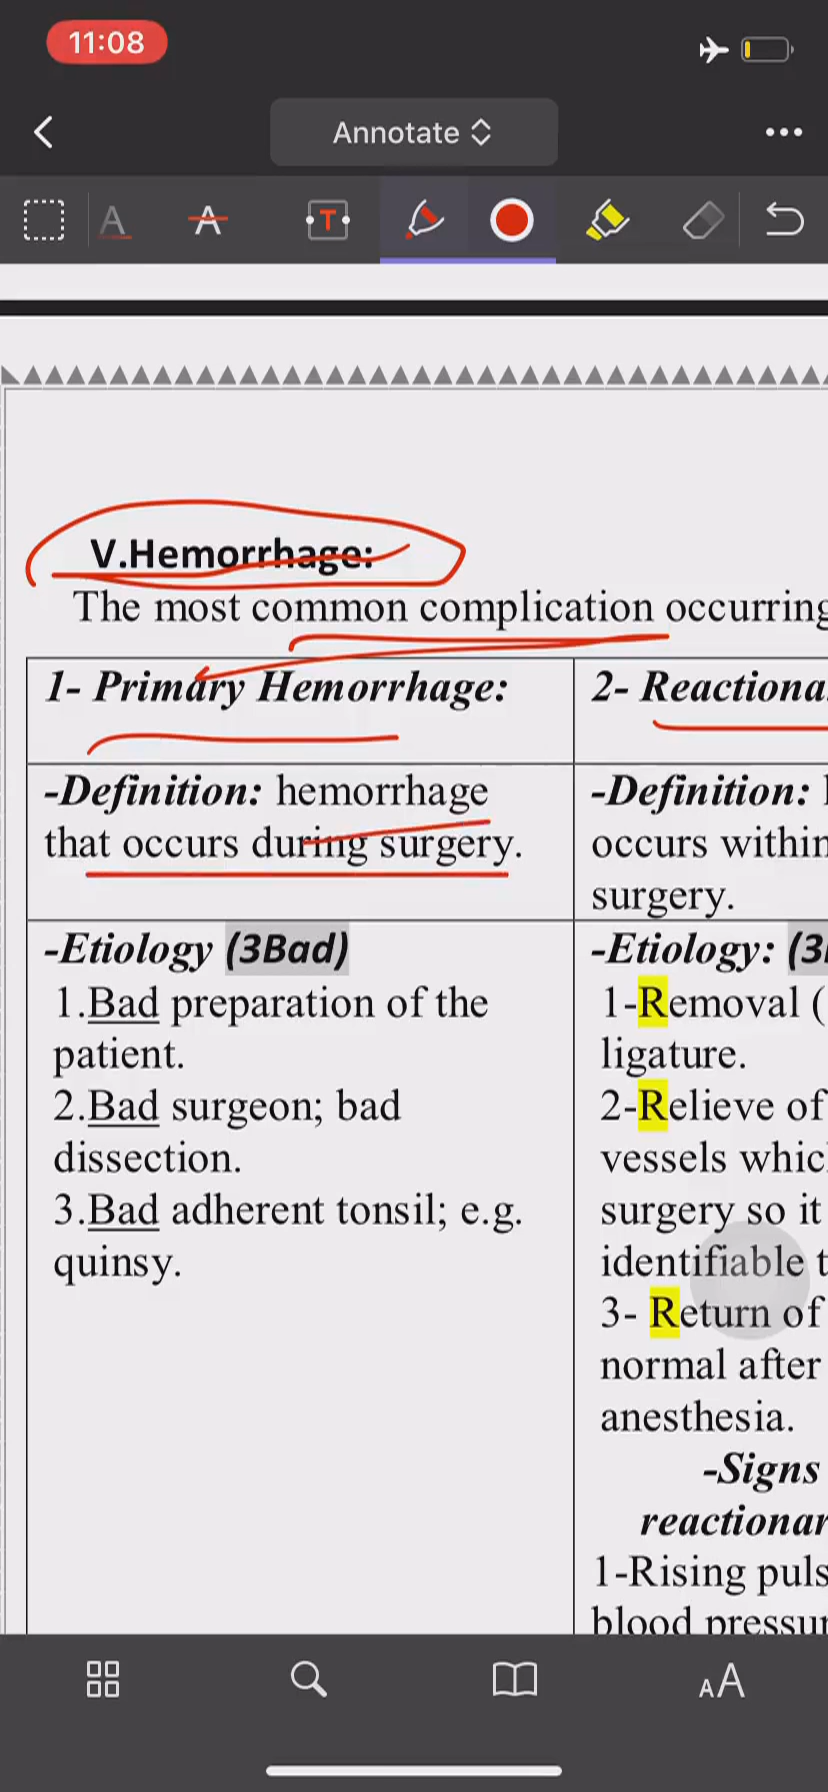 11:08
Annotate
A A T
V.Hemorrhage:
The most common complication occurring
1- Primary Hemorrhage:
-Definition: hemorrhage
that occurs during surgery.
-Etiology (3Bad)
1.Bad preparation of the
patient.
2.Bad surgeon; bad
dissection.
3.Bad adherent tonsil; e.g.
quinsy.
2- Reactiona
-Definition:
occurs within
surgery.
-Etiology: (3
1-Removal (
ligature.
2-Relieve of
vessels whic
surgery so it
identifiable t
3- Return of
normal after
anesthesia.
-Signs
reactionar
1-Rising puls
blood pressur
AA